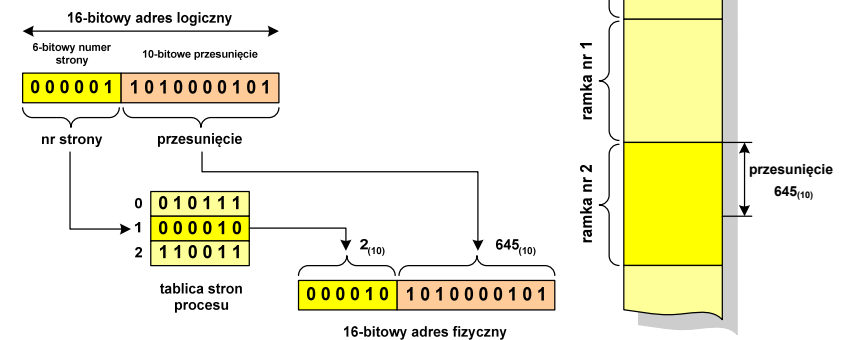 16-bitowy adres logiczny
6-bitowy numer
strony
10-bitowe przesunięcie
0 0 0 0 0 1 1 0 1 0 0 0 0 1 0 1
nr strony
przesunięcie
0 0 1 0 1 1 1
1 0 0 0 0 1 0
2 1 1 0 0 1 1
tablica stron
procesu
2(10)
645(10)
0 0 0 0 1 0 1 0 1 0 0 0 0 1 0 1
16-bitowy adres fizyczny
ramka nr 1
ramka nr 2
przesunięcie
645(10)